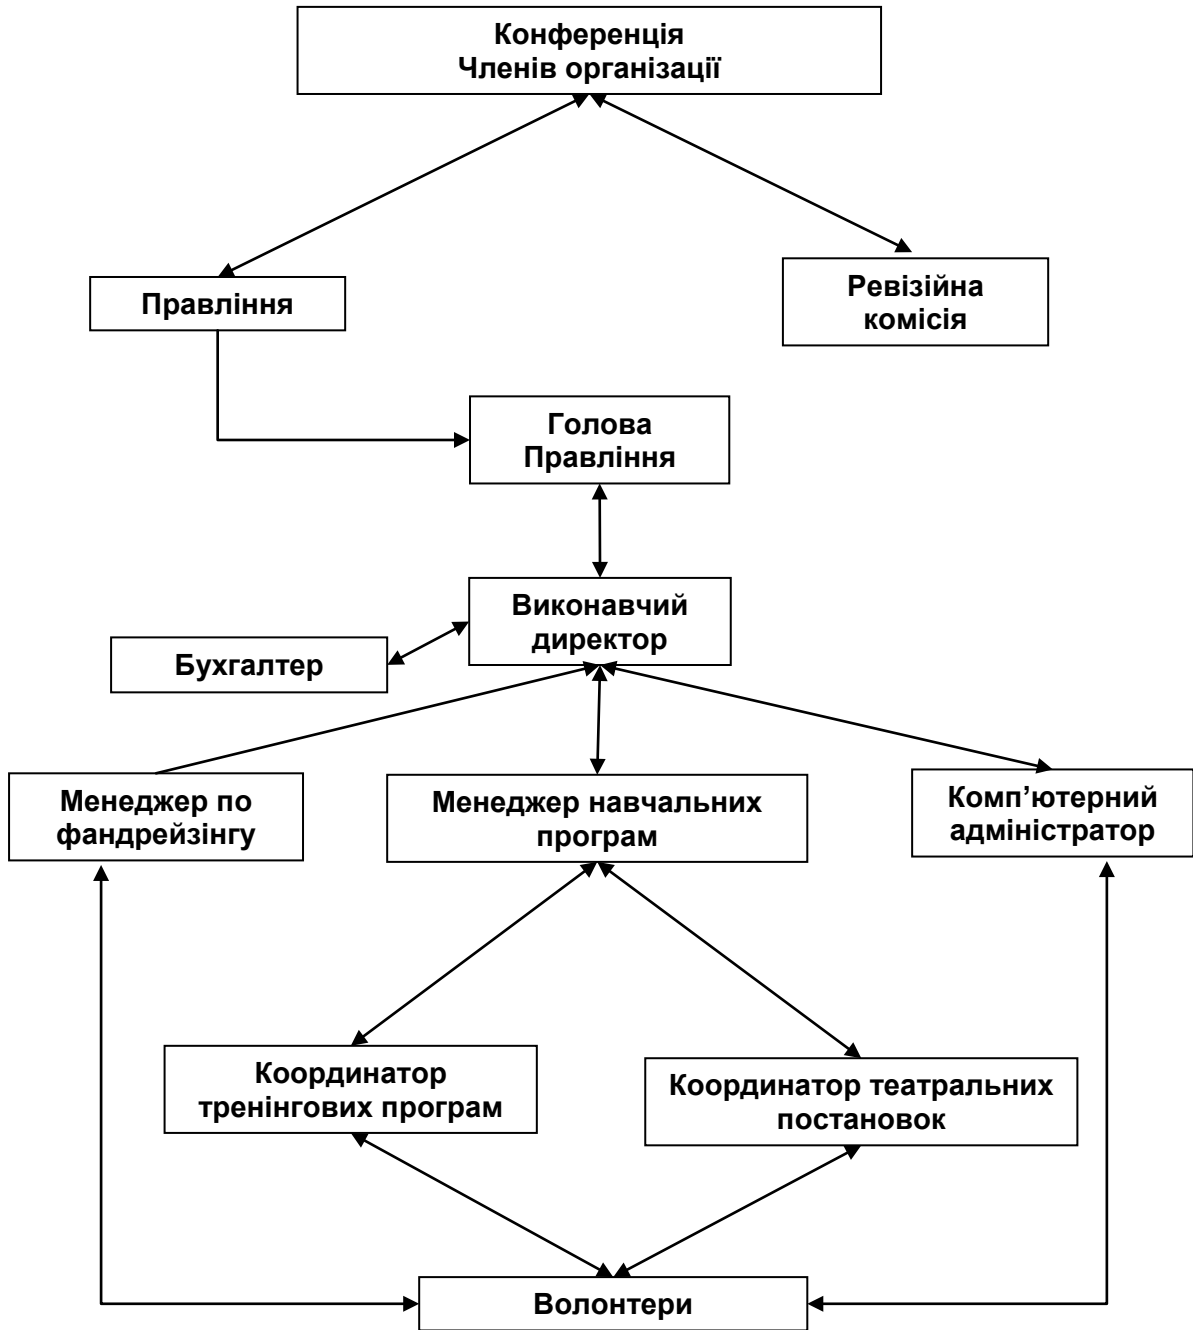 Конференція
Членів організації
Правління
Ревізійна
комісія
Голова
Правління
Виконавчий
директор
Бухгалтер
Менеджер по
фандрейзінгу
Менеджер навчальних
програм
Комп’ютерний
адміністратор
Координатор
тренінгових програм
Координатор театральних
постановок
Волонтери